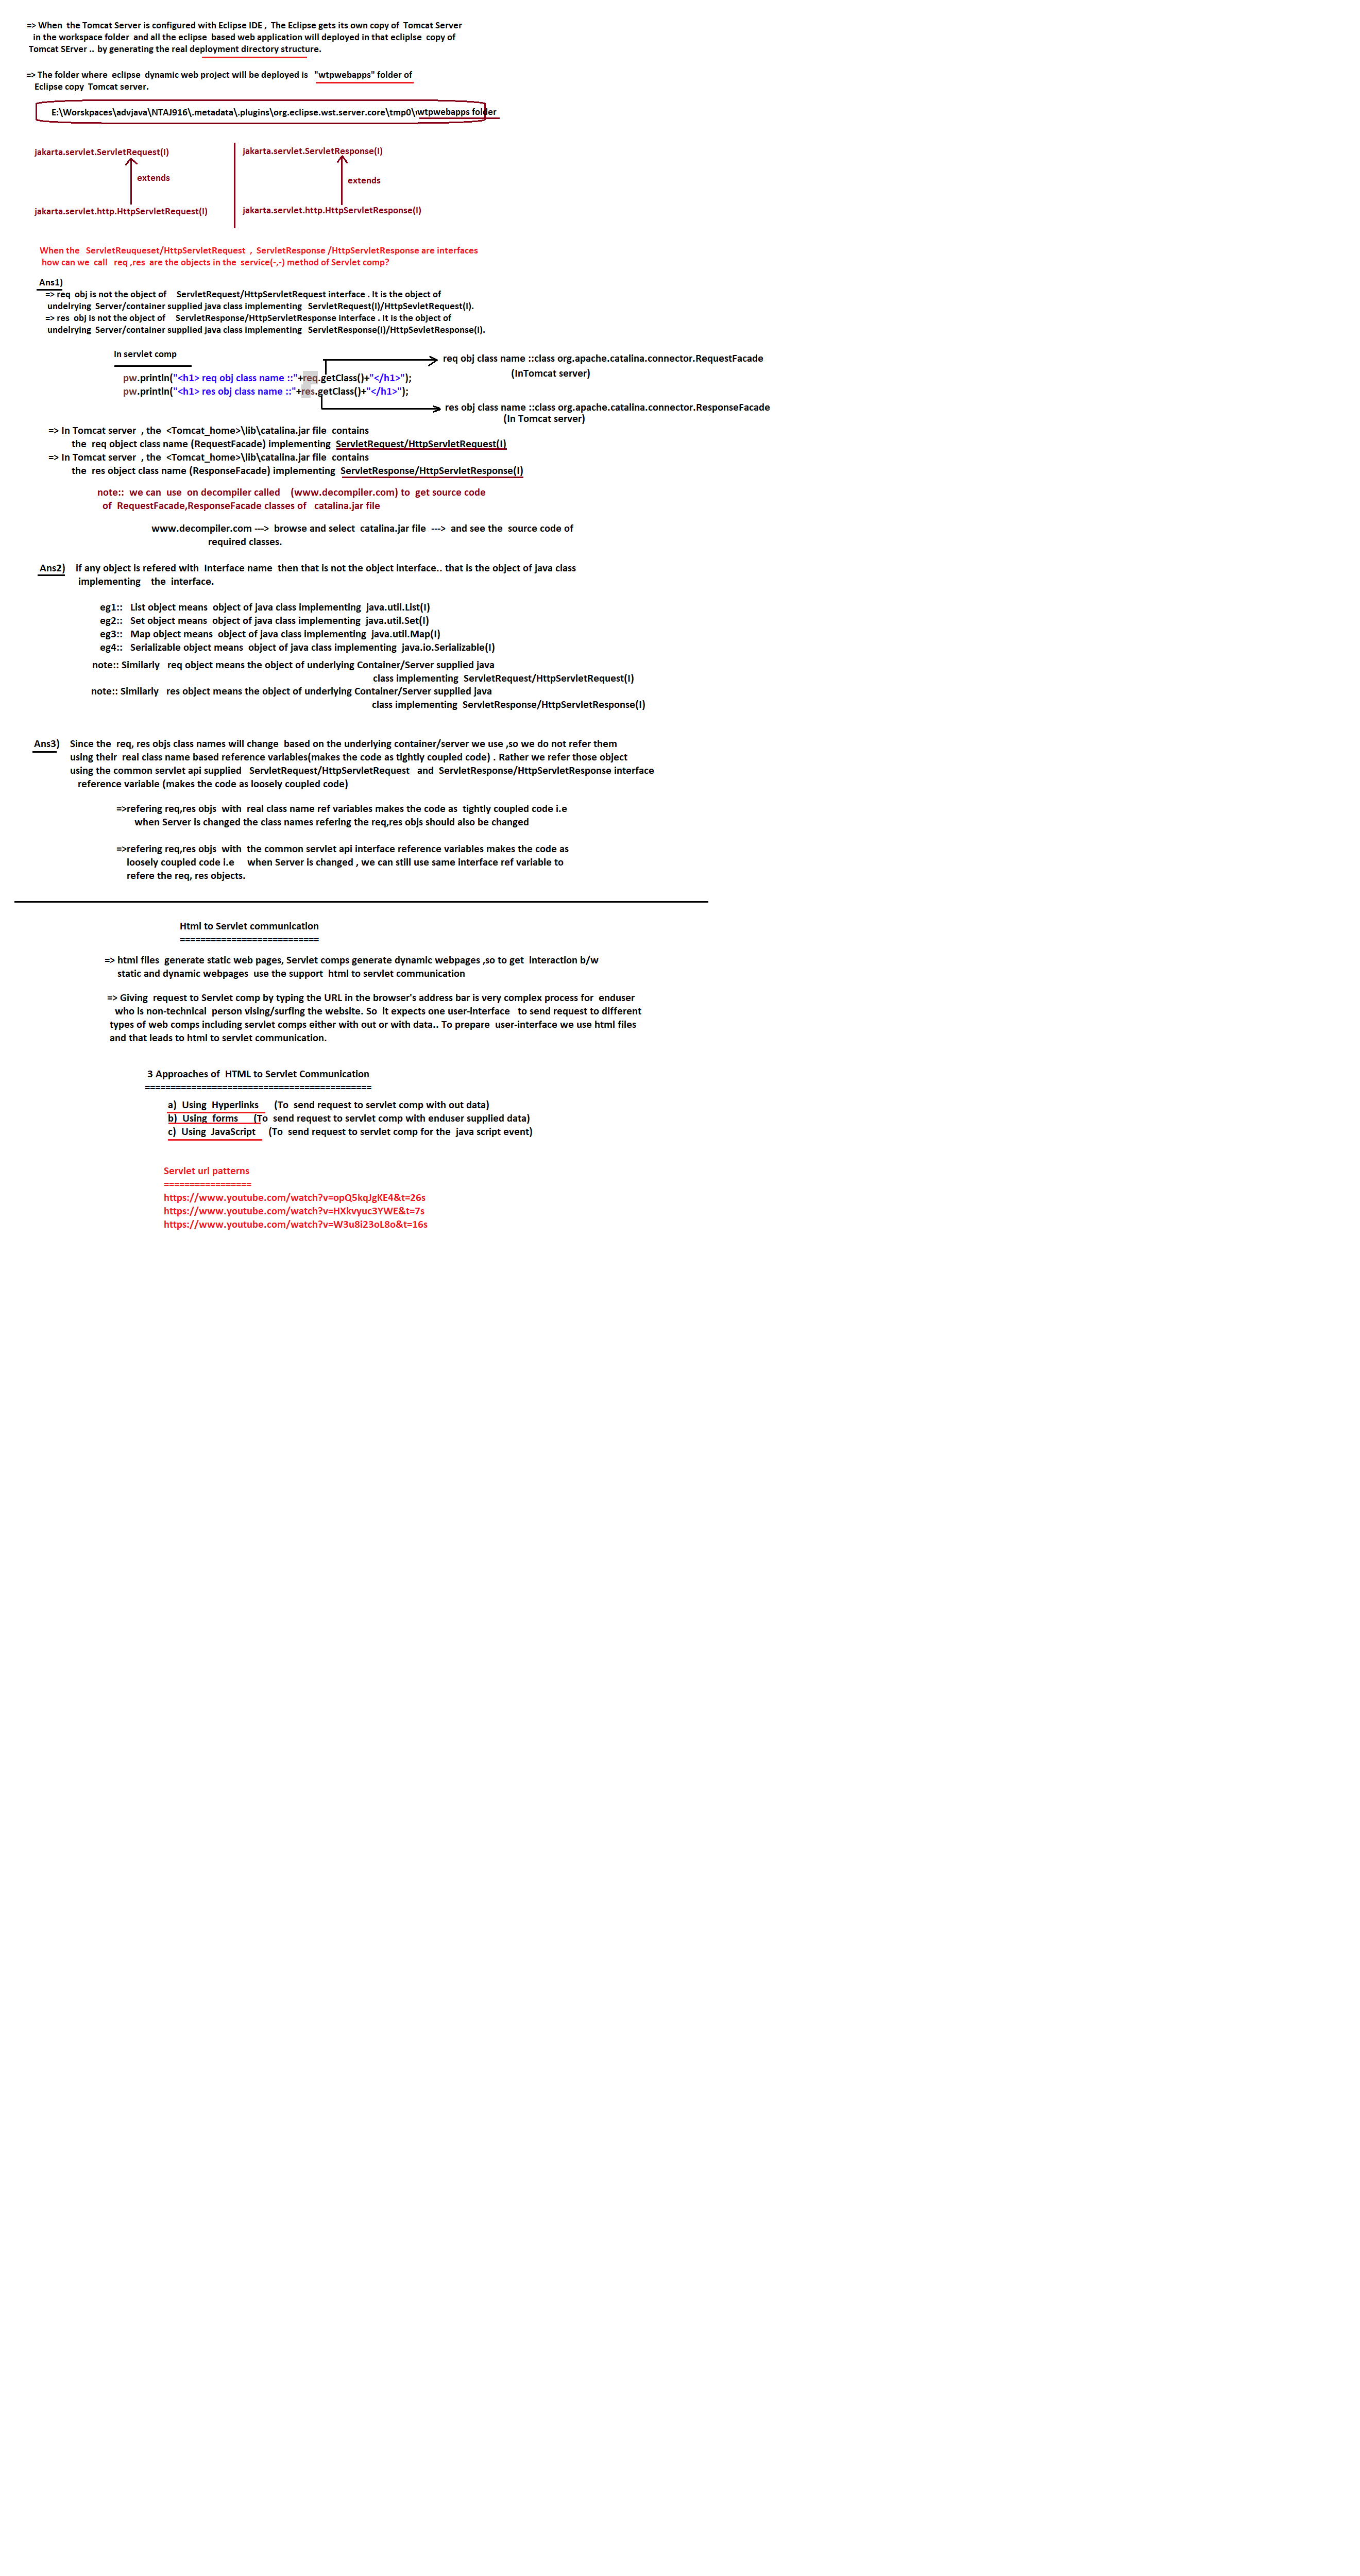 => When the Tomcat Server is configured with Eclipse IDE , The Eclipse gets its own copy of Tomcat Server
in the workspace folder and all the eclipse based web application will deployed in that ecliplse copy of
Tomcat SErver .. by generating the real deployment directory structure.
=> The folder where eclipse dynamic web project will be deployed is "wtpwebapps" folder of
Eclipse copy Tomcat server.
E:\Worskpaces\advjava\NTAJ916\.metadata\.plugins\org.eclipse.wst.server.core\tmp0\wtpwebapps folder
jakarta.servlet.ServletRequest(I)
extends
jakarta.servlet.http.HttpServletRequest(I)
jakarta.servlet.ServletResponse(I)
extends
jakarta.servlet.http.HttpServletResponse(I)
When the ServletReuqueset/HttpServletRequest , ServletResponse /HttpServletResponse are interfaces
how can we call req ,res are the objects in the service(-,-) method of Servlet comp?
Ans1)
=> req obj is not the object of ServletRequest/HttpServletRequest interface . It is the object of
undelrying Server/container supplied java class implementing ServletRequest(I)/HttpSevletRequest(I).
=> res obj is not the object of ServletResponse/HttpServletResponse interface . It is the object of
undelrying Server/container supplied java class implementing ServletResponse(I)/HttpSevletResponse(I).
In servlet comp
pw.println("<h1> req obj class name ::"+req.getClass()+"</h1>");
pw.println("<h1> res obj class name ::"+res.getClass()+"</h1>");
req obj class name ::class org.apache.catalina.connector.RequestFacade
(InTomcat server)
res obj class name ::class org.apache.catalina.connector.ResponseFacade
(In Tomcat server)
=> In Tomcat server , the <Tomcat_home>\lib\catalina.jar file contains
the req object class name (RequestFacade) implementing ServletRequest/HttpServletRequest(I)
=> In Tomcat server , the <Tomcat_home>\lib\catalina.jar file contains
the res object class name (ResponseFacade) implementing ServletResponse/HttpServletResponse(I)
note:: we can use on decompiler called (www.decompiler.com) to get source code
of RequestFacade,ResponseFacade classes of catalina.jar file
www.decompiler.com ---> browse and select catalina.jar file ---> and see the source code of
required classes.
Ans2) if any object is refered with Interface name then that is not the object interface.. that is the object of java class
implementing the interface.
eg1:: List object means object of java class implementing java.util.List(I)
eg2:: Set object means object of java class implementing java.util.Set(I)
eg3:: Map object means object of java class implementing java.util.Map(I)
eg4:: Serializable object means object of java class implementing java.io.Serializable(I)
note:: Similarly req object means the object of underlying Container/Server supplied java
class implementing ServletRequest/HttpServletRequest(I)
note:: Similarly res object means the object of underlying Container/Server supplied java
class implementing ServletResponse/HttpServletResponse(I)
Ans3) Since the req, res objs class names will change based on the underlying container/server we use ,so we do not refer them
using their real class name based reference variables(makes the code as tightly coupled code) . Rather we refer those object
using the common servlet api supplied ServletRequest/HttpServletRequest and ServletResponse/HttpServletResponse interface
reference variable (makes the code as loosely coupled code)
=>refering req,res objs with real class name ref variables makes the code as tightly coupled code i.e
when Server is changed the class names refering the req,res objs should also be changed
=>refering req,res objs with the common servlet api interface reference variables makes the code as
loosely coupled code i.e when Server is changed , we can still use same interface ref variable to
refere the req, res objects.
Html to Servlet communication
===========================
=> html files generate static web pages, Servlet comps generate dynamic webpages ,so to get interaction b/w
static and dynamic webpages use the support html to servlet communication
=> Giving request to Servlet comp by typing the URL in the browser's address bar is very complex process for enduser
who is non-technical person vising/surfing the website. So it expects one user-interface to send request to different
types of web comps including servlet comps either with out or with data.. To prepare user-interface we use html files
and that leads to html to servlet communication.
3 Approaches of HTML to Servlet Communication
============================================
a) Using Hyperlinks (To send request to servlet comp with out data)
b) Using forms (To send request to servlet comp with enduser supplied data)
c) Using JavaScript (To send request to servlet comp for the java script event)
Servlet url patterns
=================
https://www.youtube.com/watch?v=opQ5kqJgKE4&t=26s
https://www.youtube.com/watch?v=HXkvyuc3YWE&t=7s
https://www.youtube.com/watch?v=W3u8i23oL8o&t=16s